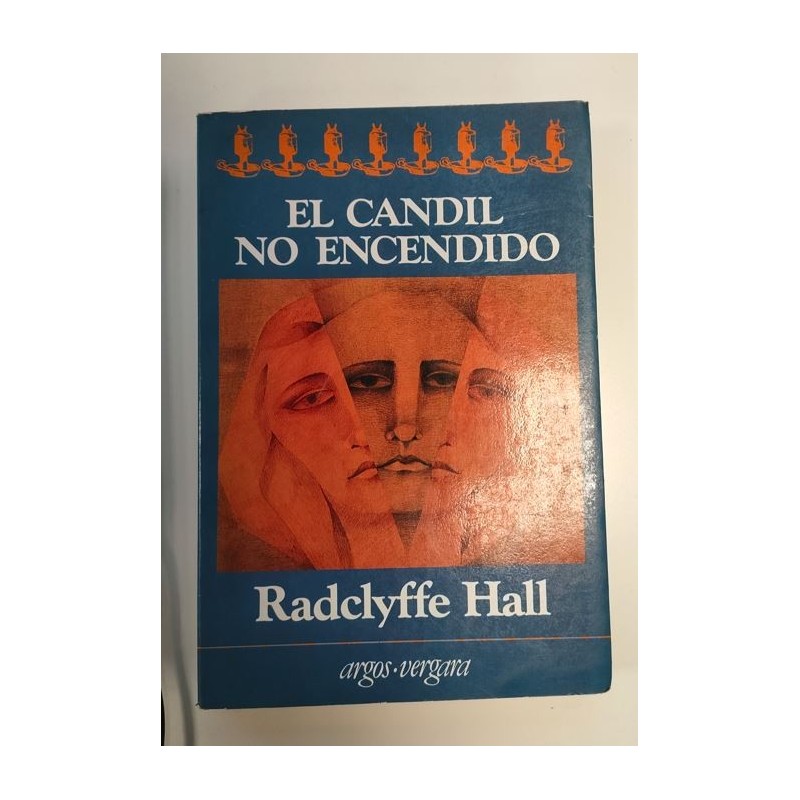 EL CANDIL
NO ENCENDIDO
Radclyffe Hall
argos·vergara